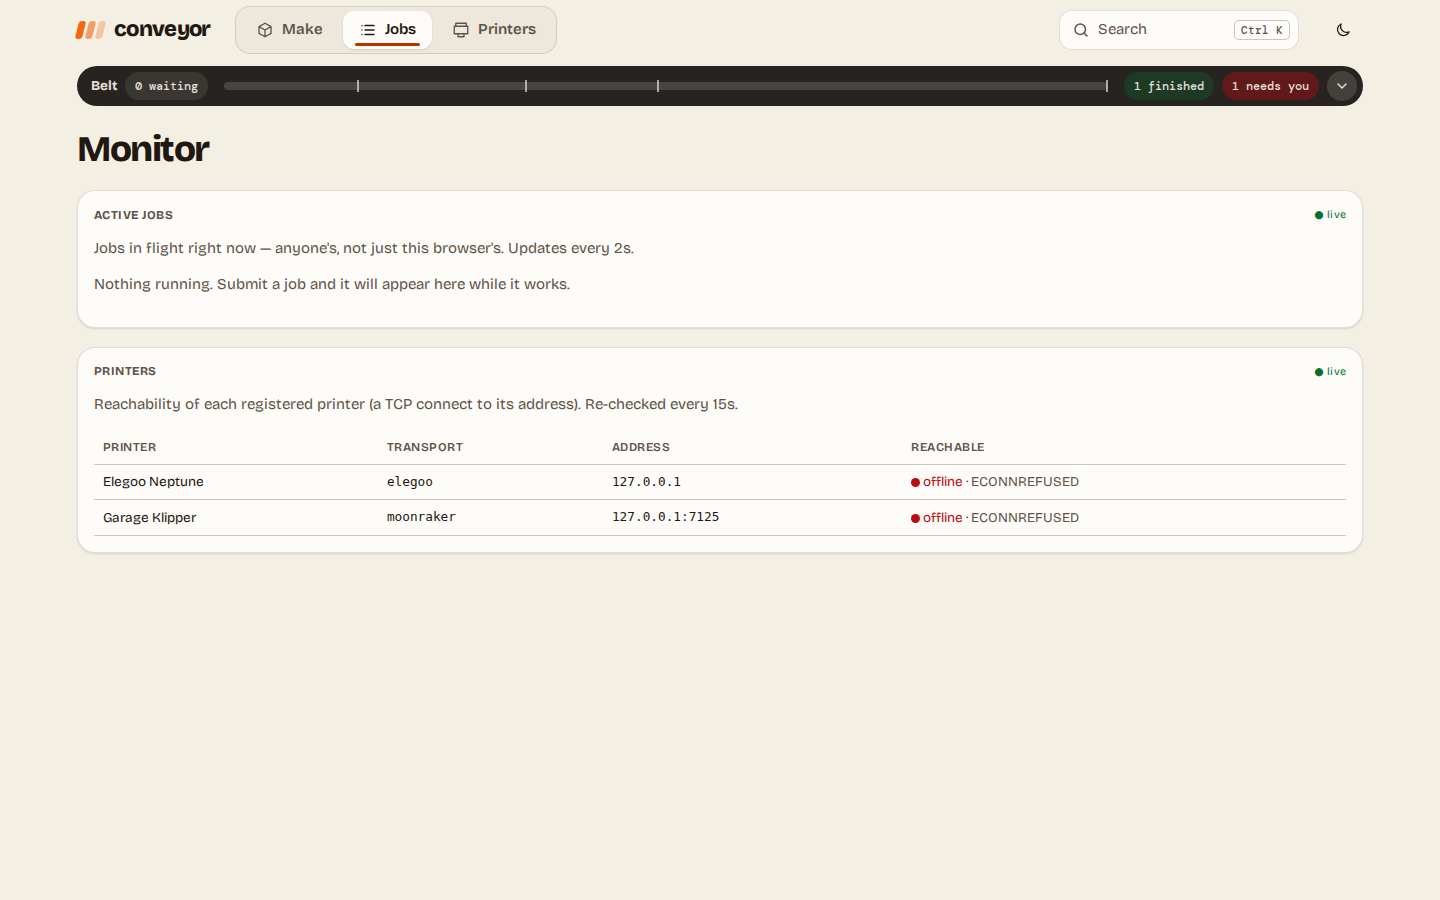 conveyor
Make
Jobs
Printers
Search
Ctrl K
Belt
0 waiting
1 finished
1 needs you
Monitor
ACTIVE JOBS
live
Jobs in flight right now — anyone's, not just this browser's. Updates every 2s.
Nothing running. Submit a job and it will appear here while it works.
PRINTERS
live
Reachability of each registered printer (a TCP connect to its address). Re-checked every 15s.
PRINTER TRANSPORT ADDRESS REACHABLE
Elegoo Neptune elegoo 127.0.0.1 offline · ECONNREFUSED
Garage Klipper moonraker 127.0.0.1:7125 offline · ECONNREFUSED